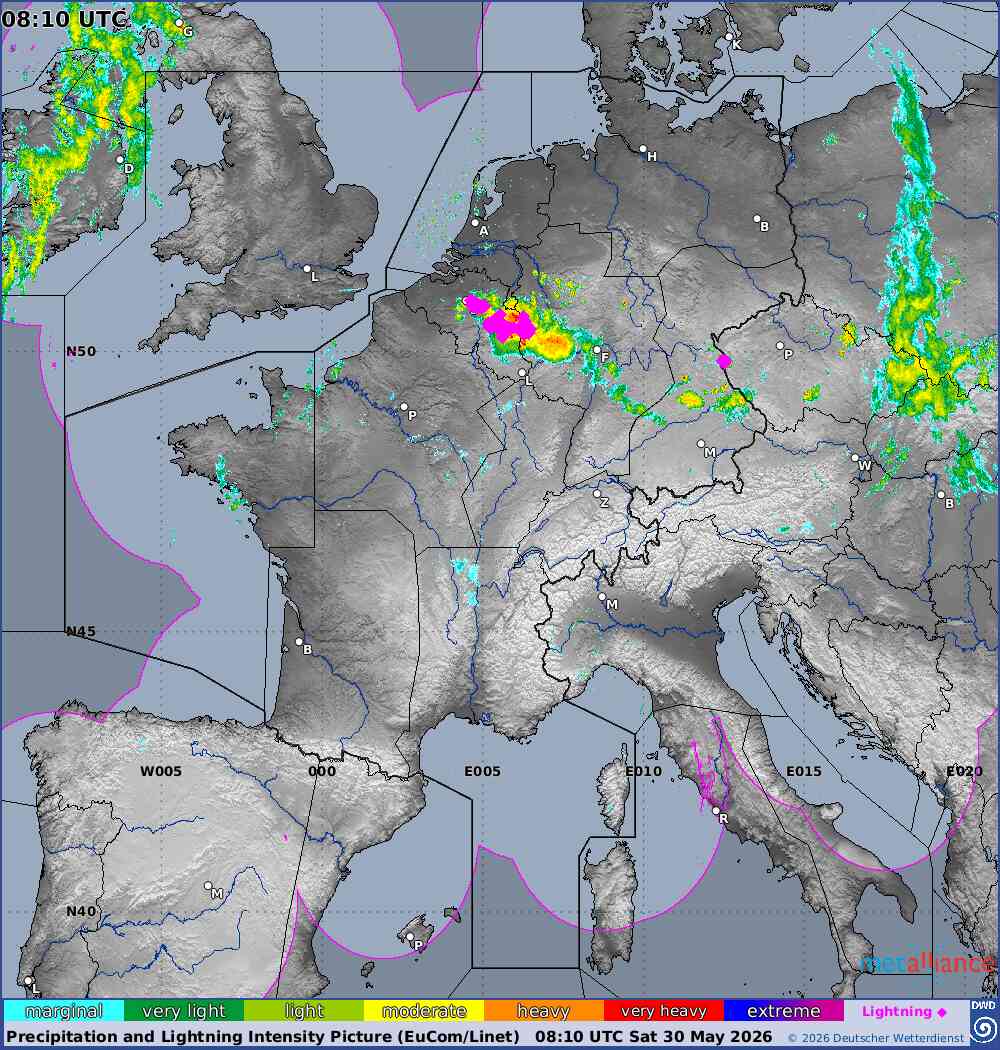 08:10 UTC
G
K
D
H
A
B
L
N50
F
P
L
P
M
W
Z
B
M
N45
B
W005
000
E005
E010
E015
E020
R
M
N40
P
L
metalliance
marginal very light light moderate heavy very heavy extreme Lightning ◆
DWD
Precipitation and Lightning Intensity Picture (EuCom/Linet) 08:10 UTC Sat 30 May 2026 © 2026 Deutscher Wetterdienst